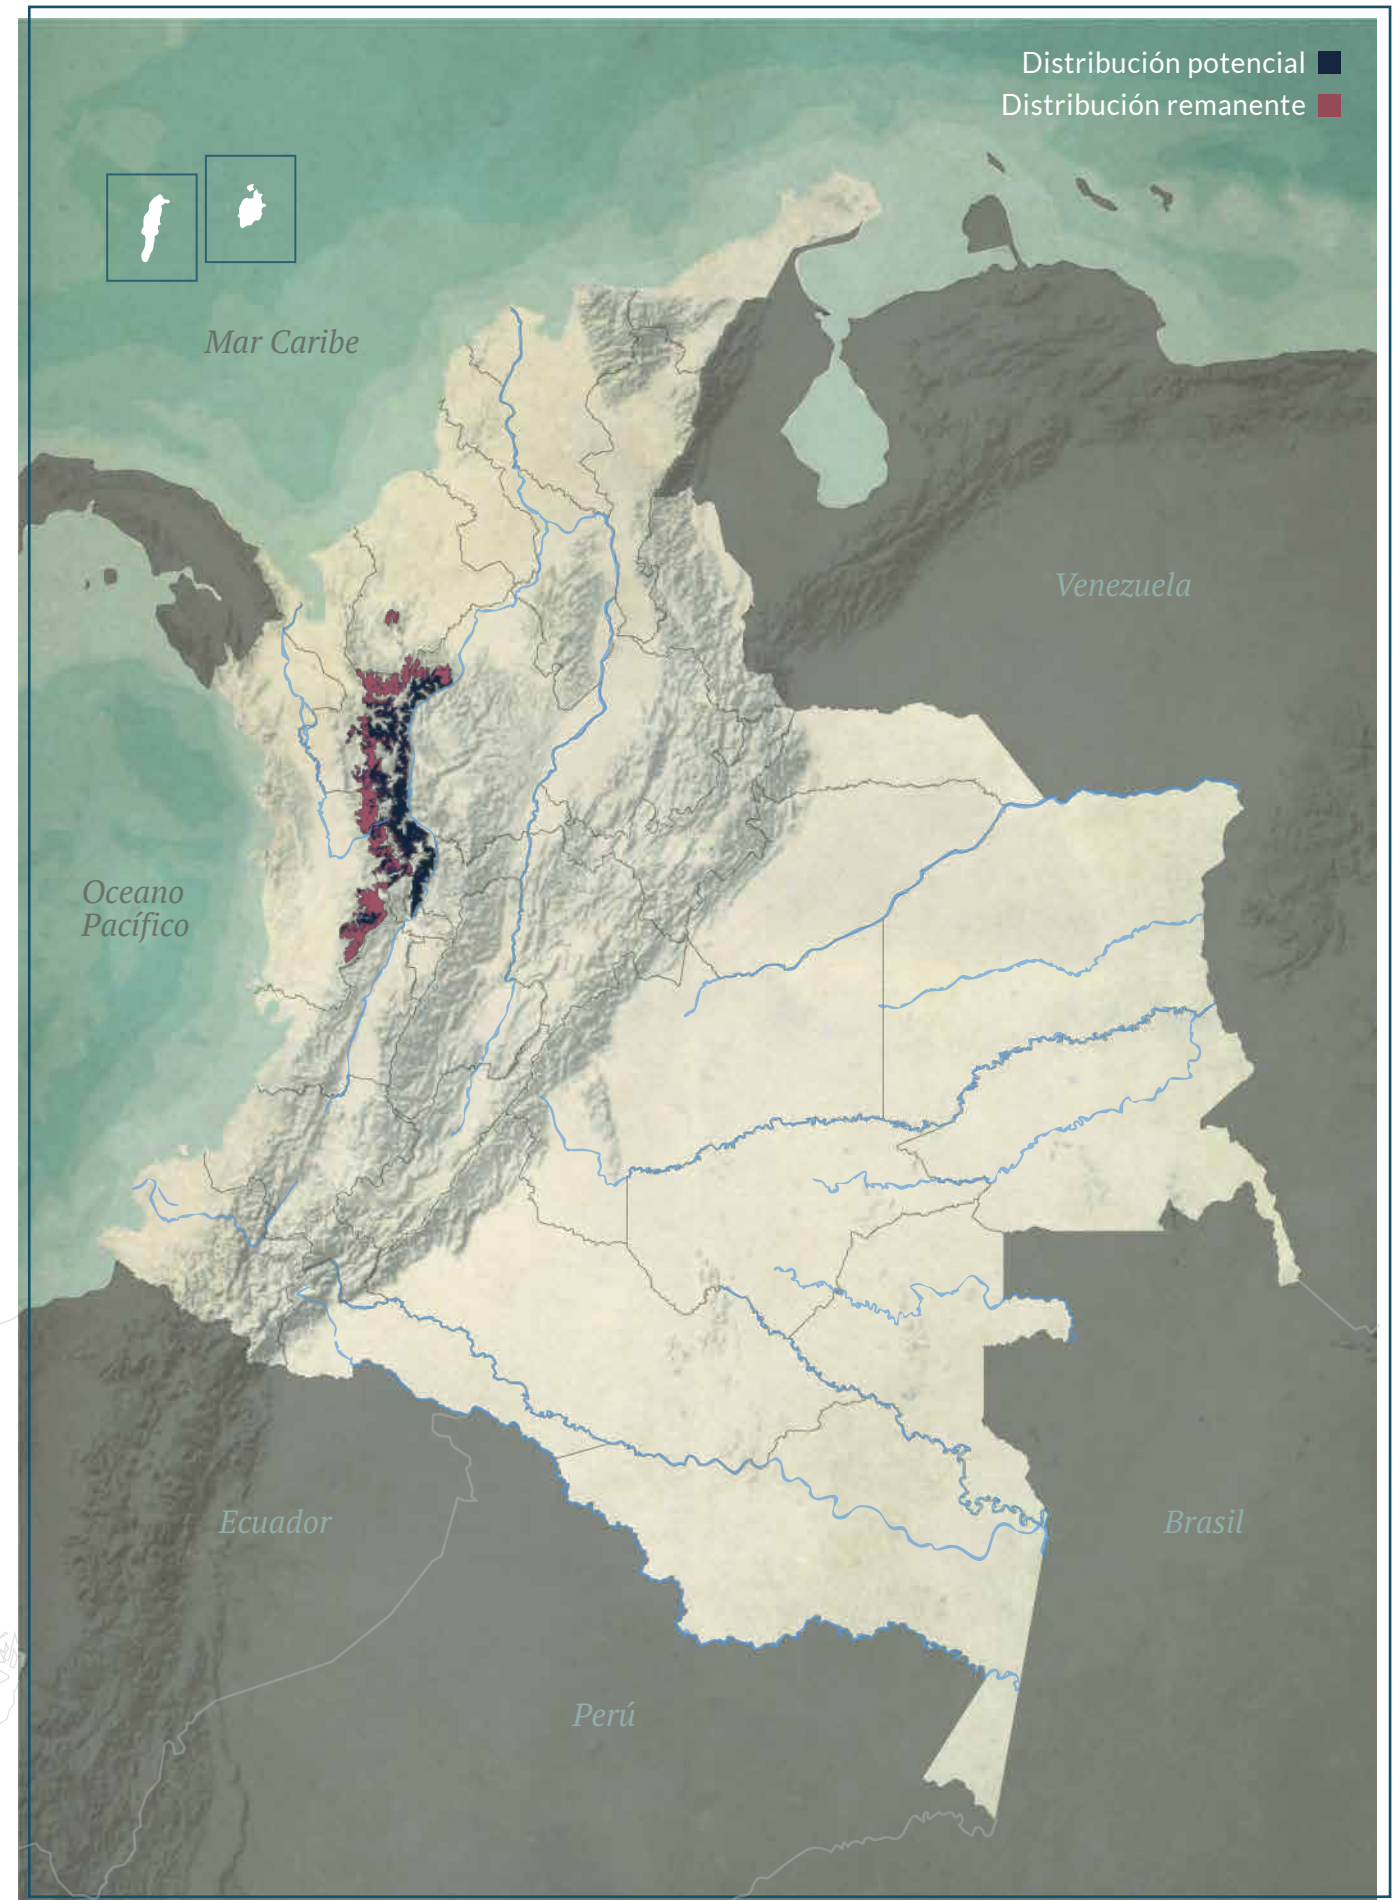 Distribución potencial
Distribución remanente
Mar Caribe
Venezuela
Oceano
Pacífico
Ecuador
Brasil
Perú